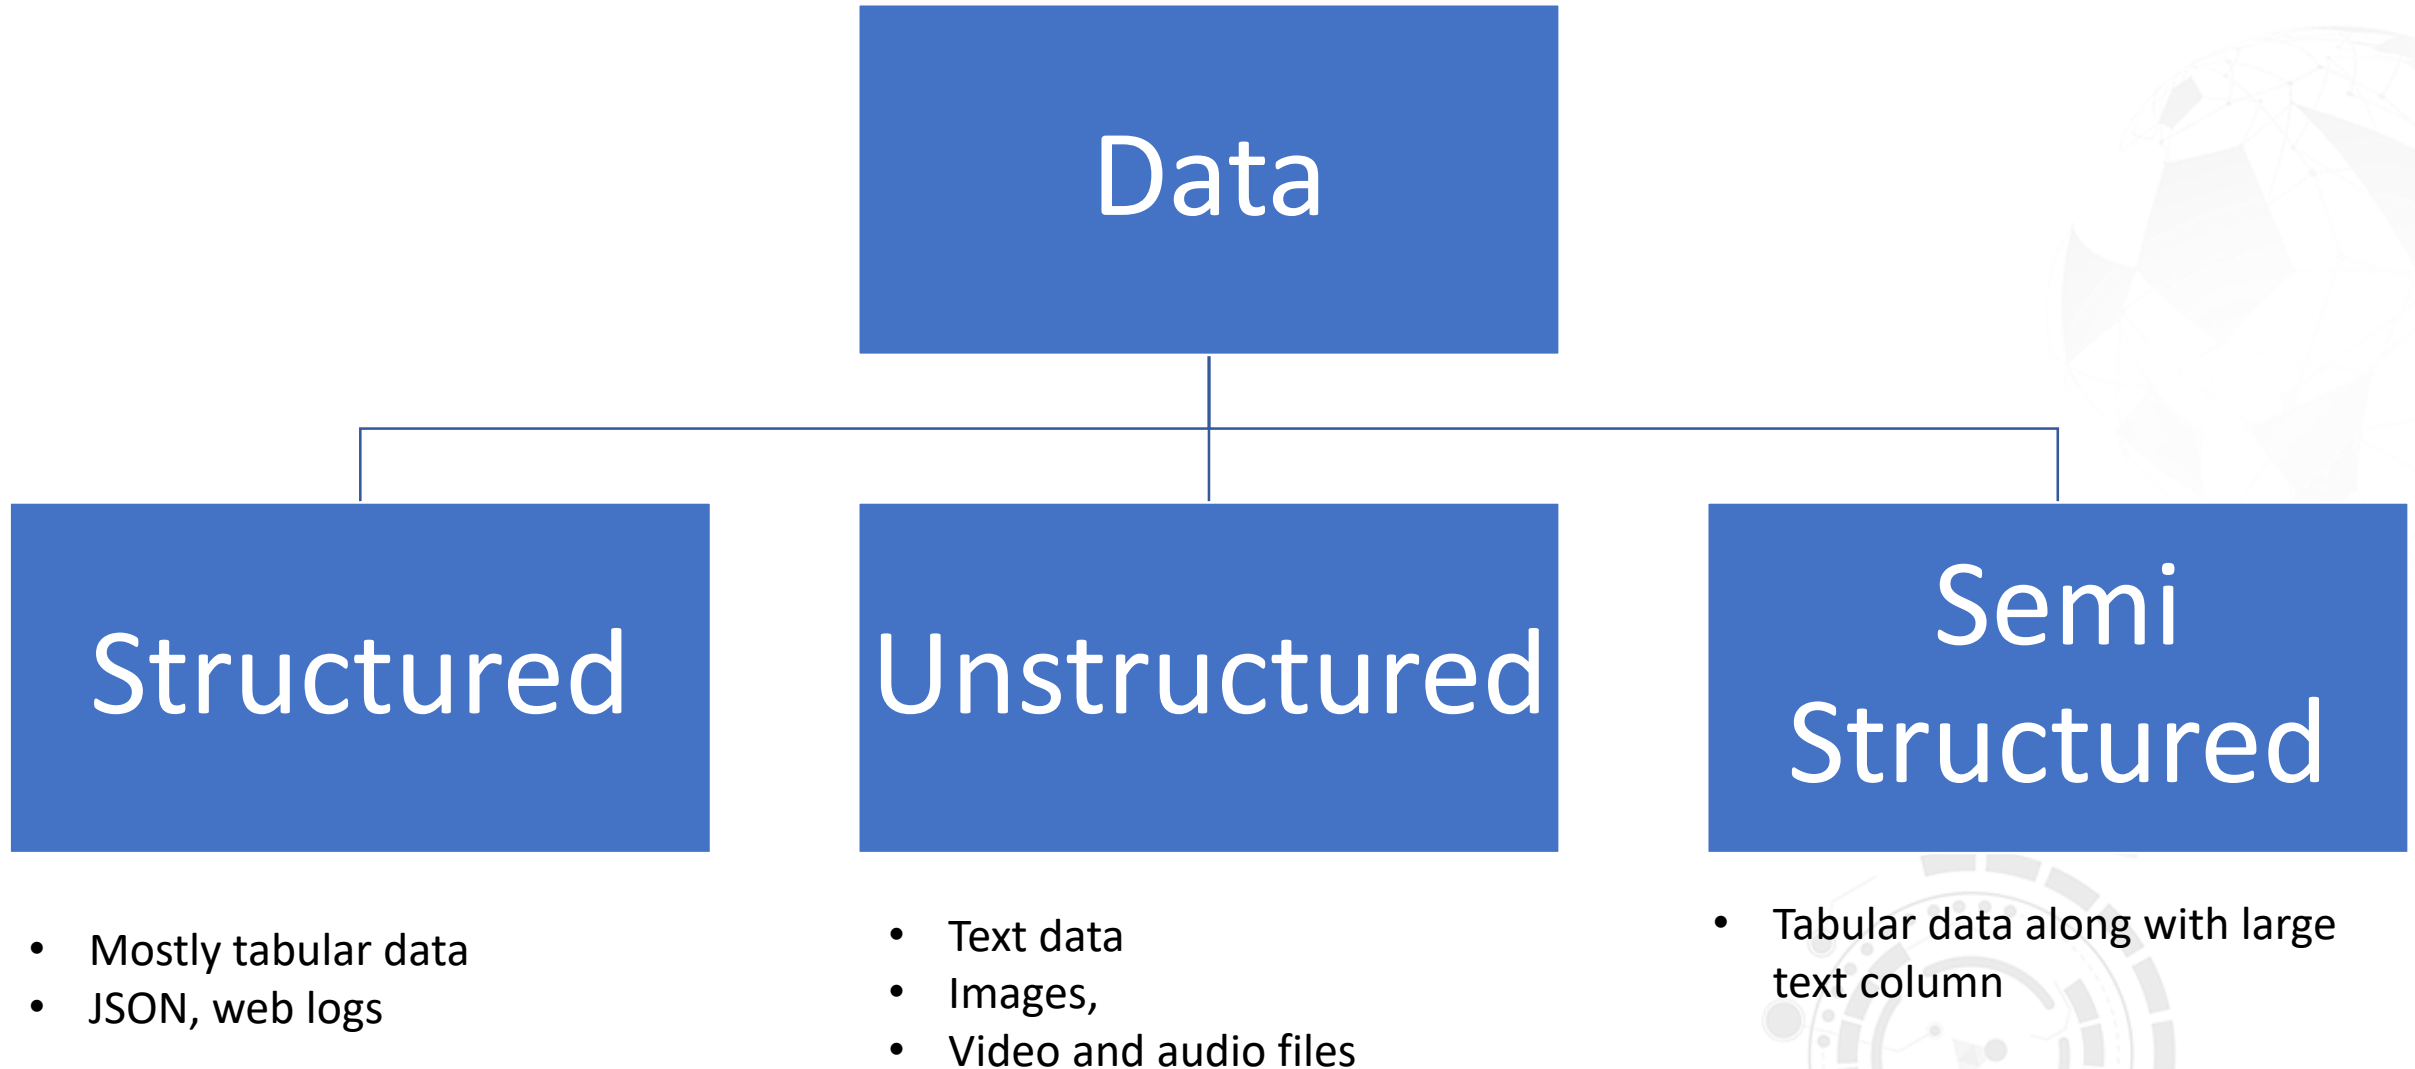 Data
Structured
Unstructured
Semi
Structured
• Mostly tabular data
• JSON, web logs
• Text data
• Images,
• Video and audio files
• Tabular data along with large
text column